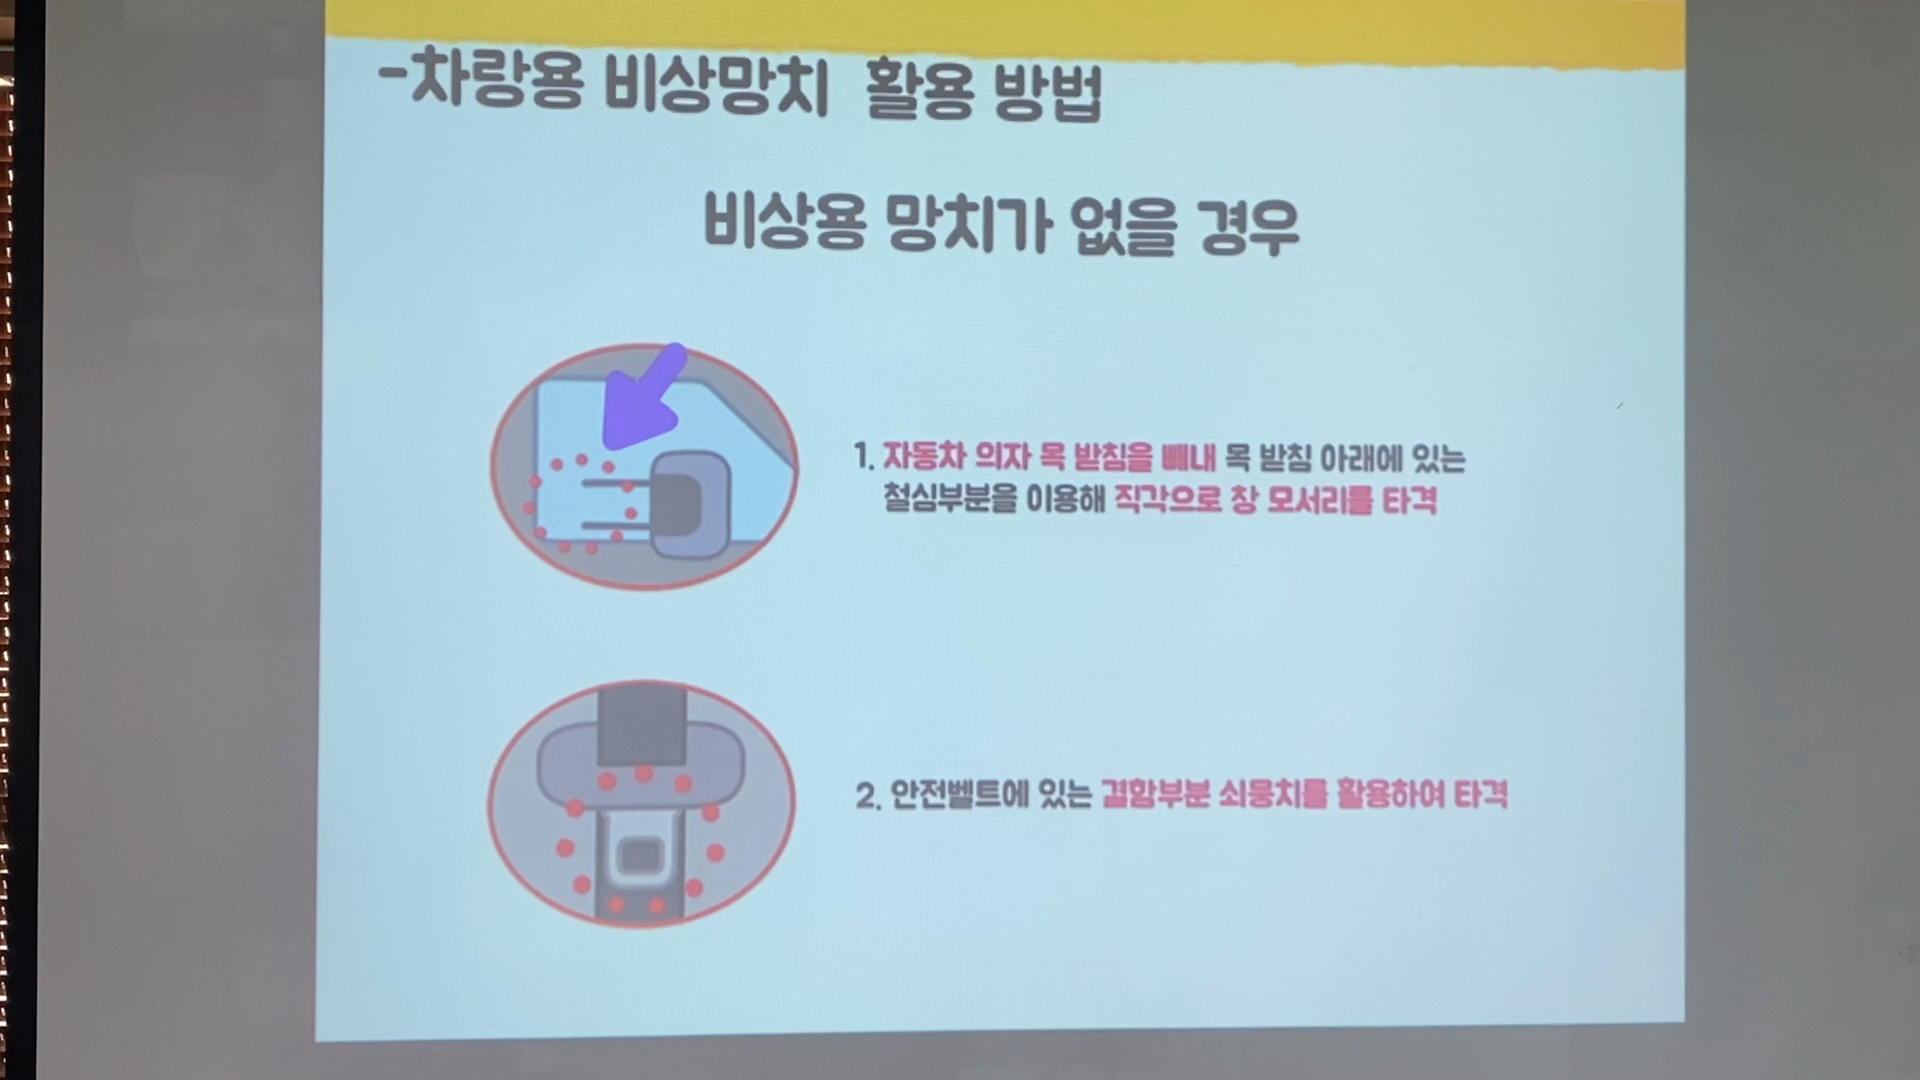 -차량용 비상망치 활용 방법
비상용 망치가 없을 경우
1. 자동차 의자 목 받침을 빼내 목 받침 아래에 있는
철심부분을 이용해 직각으로 창 모서리를 타격
2. 안전벨트에 있는 결합부분 쇠뭉치를 활용하여 타격